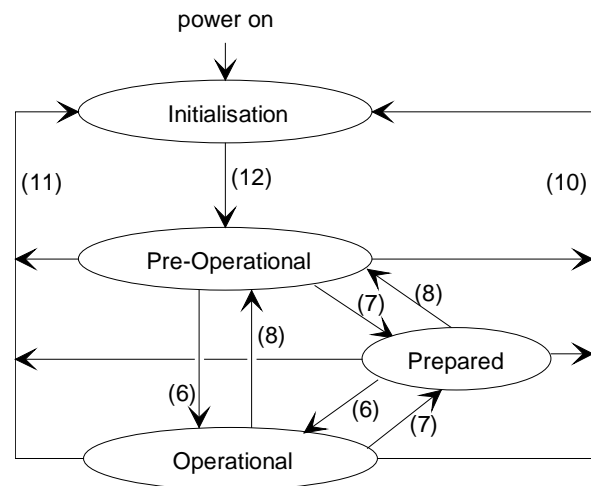 power on
Initialisation
(11)
(12)
(10)
Pre-Operational
(7)
(8)
(8)
Prepared
(6)
(6)
(7)
Operational